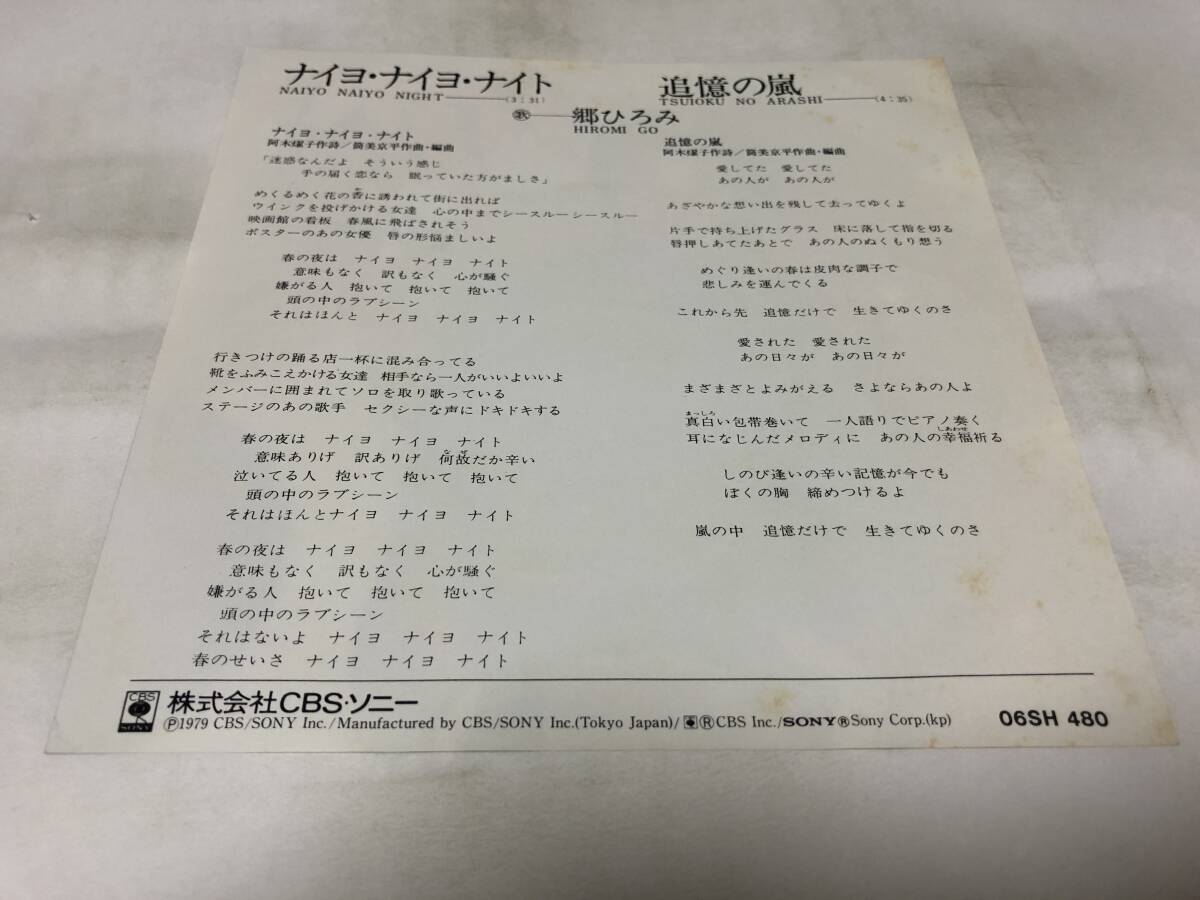 ナイヨ・ナイヨ・ナイト
NAIYO NAIYO NIGHT (3:31)
追憶の嵐
TSUIOKU NO ARASHI (4:35)
歌 郷ひろみ
HIROMI GO
ナイヨ・ナイヨ・ナイト
阿木燿子作詩/筒美京平作曲・編曲
「迷惑なんだよ そういう感じ
手の届く恋なら 眠っていた方がましさ」
めくるめく花の香に誘われて街に出れば
ウインクを投げかける女達 心の中までシースルーシースルー
映画館の看板 春風に飛ばされそう
ポスターのあの女優 唇の形悩ましいよ
春の夜は ナイヨ ナイヨ ナイト
意味もなく 訳もなく 心が騒ぐ
嫌がる人 抱いて 抱いて 抱いて
頭の中のラブシーン
それはほんと ナイヨ ナイヨ ナイト
行きつけの踊る店一杯に混み合ってる
靴をふみこえかける女達 相手なら一人がいいよいいよ
メンバーに囲まれてソロを取り歌っている
ステージのあの歌手 セクシーな声にドキドキする
春の夜は ナイヨ ナイヨ ナイト
意味ありげ 訳ありげ 何故だか辛い
泣いてる人 抱いて 抱いて 抱いて
頭の中のラブシーン
それはほんとナイヨ ナイヨ ナイト
春の夜は ナイヨ ナイヨ ナイト
意味もなく 訳もなく 心が騒ぐ
嫌がる人 抱いて 抱いて 抱いて
頭の中のラブシーン
それはないよ ナイヨ ナイヨ ナイト
春のせいさ ナイヨ ナイヨ ナイト
追憶の嵐
阿木燿子作詩/筒美京平作曲・編曲
愛してた 愛してた
あの人が あの人が
あざやかな想い出を残して去ってゆくよ
片手で持ち上げたグラス 床に落して指を切る
唇押しあてたあとで あの人のぬくもり想う
めぐり逢いの春は皮肉な調子で
悲しみを運んでくる
これから先 追憶だけで 生きてゆくのさ
愛された 愛された
あの日々が あの日々が
まざまざとよみがえる さよならあの人よ
真白い包帯巻いて 一人語りでピアノ奏く
耳になじんだメロディに あの人の幸福祈る
しのび逢いの辛い記憶が今でも
ぼくの胸 締めつけるよ
嵐の中 追憶だけで 生きてゆくのさ
CBS SONY 株式会社CBS・ソニー
Ⓟ1979 CBS/SONY Inc./Manufactured by CBS/SONY Inc.(Tokyo Japan)/ ®CBS Inc./SONY®Sony Corp.(kp)
06SH 480